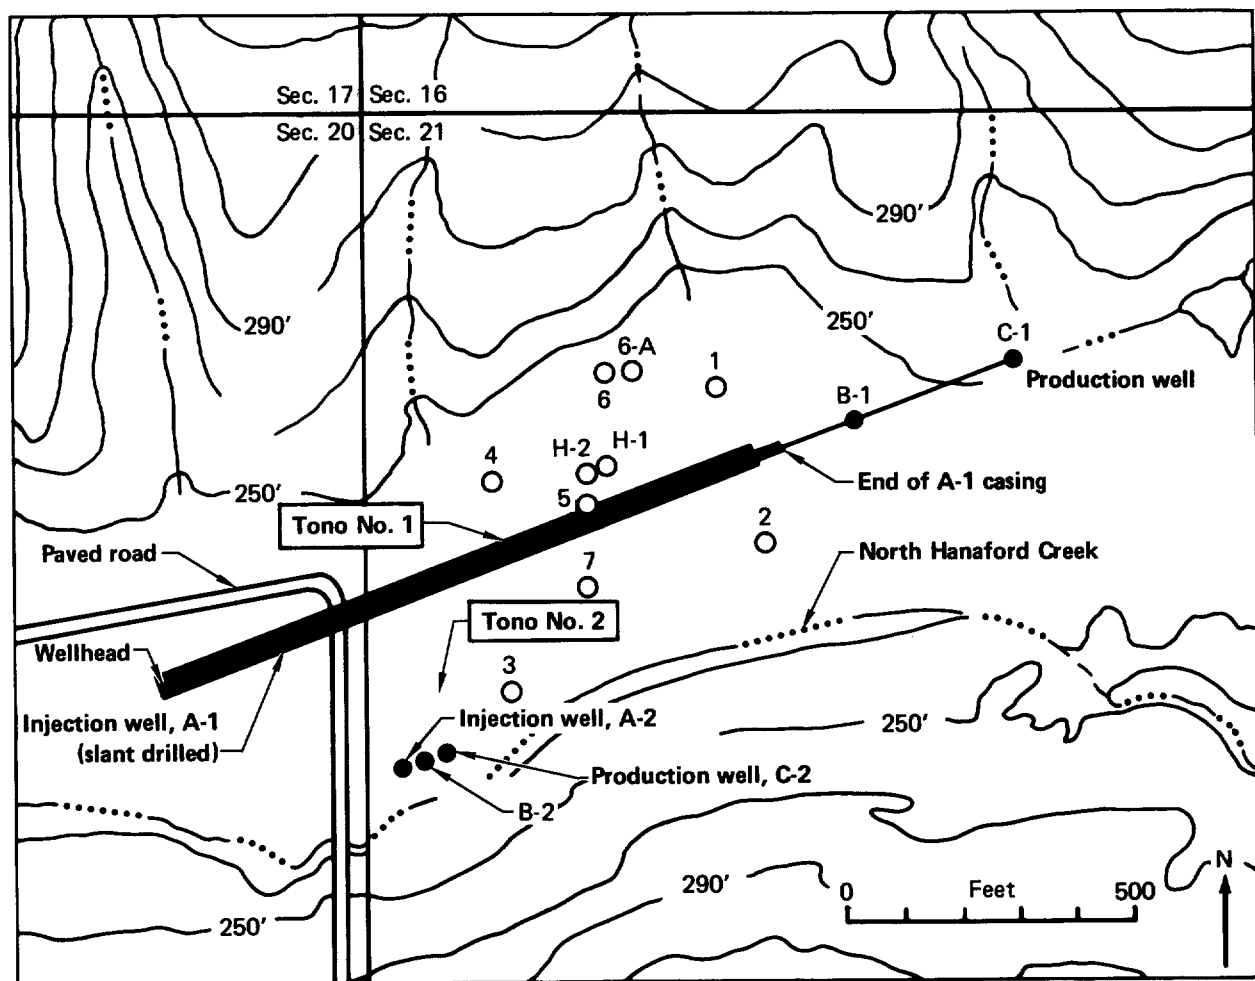 Sec. 17 Sec. 16
Sec. 20 Sec. 21
290'
290'
250'
C-1
Production well
6-A
1
6
B-1
H-2 H-1
4
End of A-1 casing
250'
5
Tono No. 1
2
Paved road
North Hanaford Creek
7
Tono No. 2
Wellhead
3
Injection well, A-1
(slant drilled)
Injection well, A-2
250'
Production well, C-2
B-2
N
290'
0 Feet 500
250'